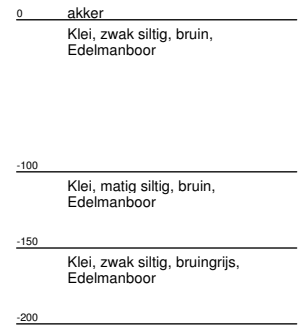 0 akker
Klei, zwak siltig, bruin,
Edelmanboor
-100
Klei, matig siltig, bruin,
Edelmanboor
-150
Klei, zwak siltig, bruingrijs,
Edelmanboor
-200